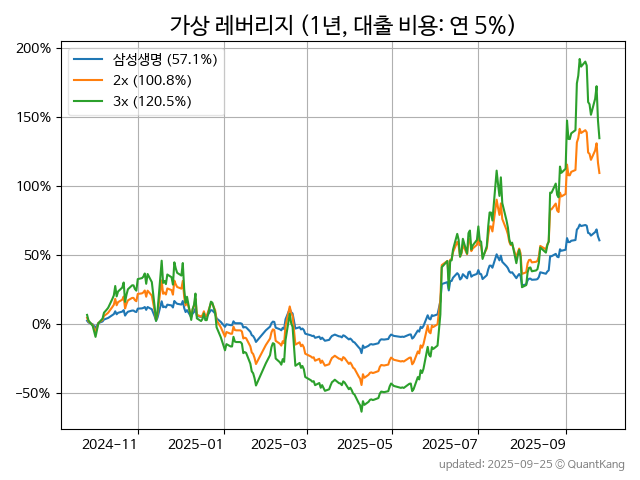 가상 레버리지 (1년, 대출 비용: 연 5%)
200%
150%
100%
50%
0%
−50%
삼성생명 (57.1%)
2x (100.8%)
3x (120.5%)
2024-11
2025-01
2025-03
2025-05
2025-07
2025-09
updated: 2025-09-25 © QuantKang